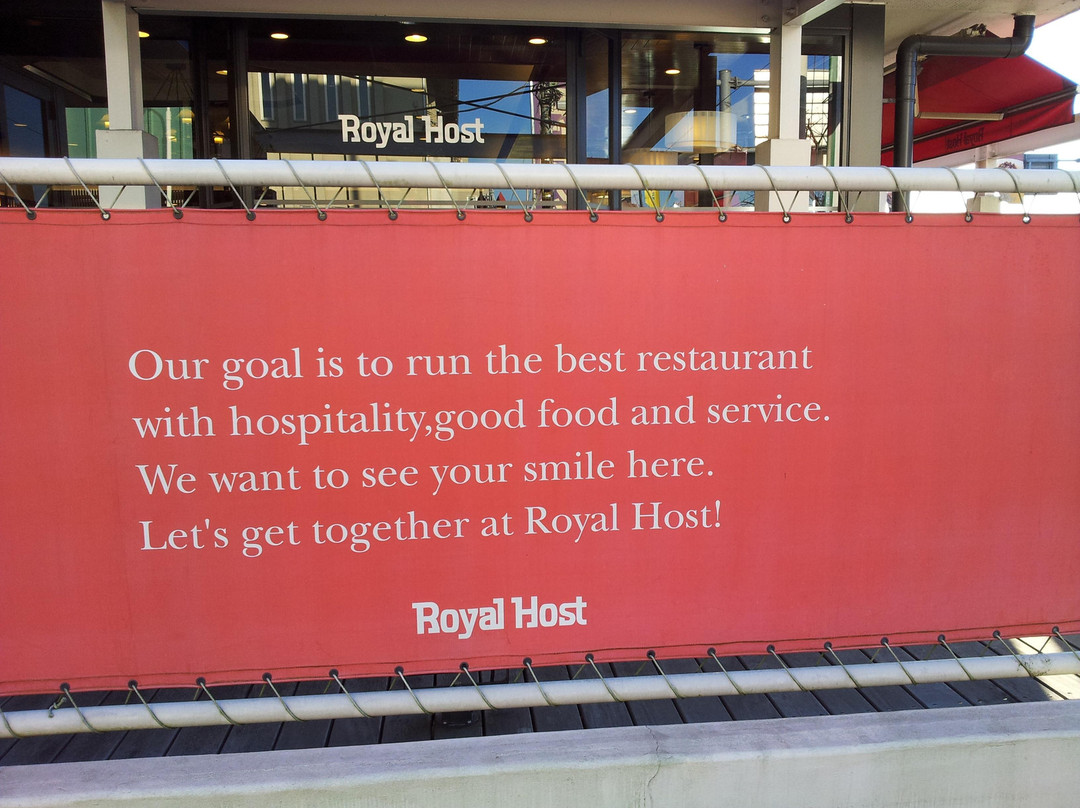 Royal Host
Our goal is to run the best restaurant
with hospitality,good food and service.
We want to see your smile here.
Let's get together at Royal Host!
Royal Host